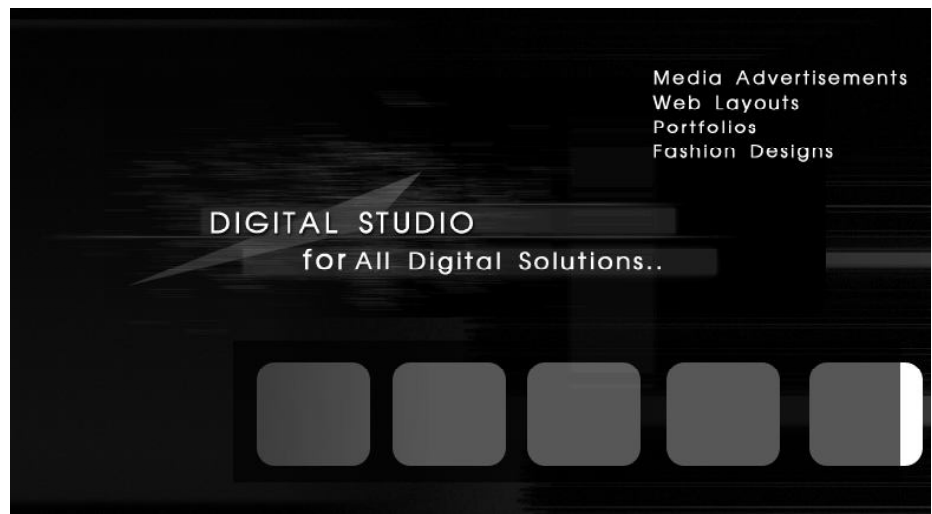 Media Advertisements
Web Layouts
Portfolios
Fashion Designs
DIGITAL STUDIO
for All Digital Solutions..